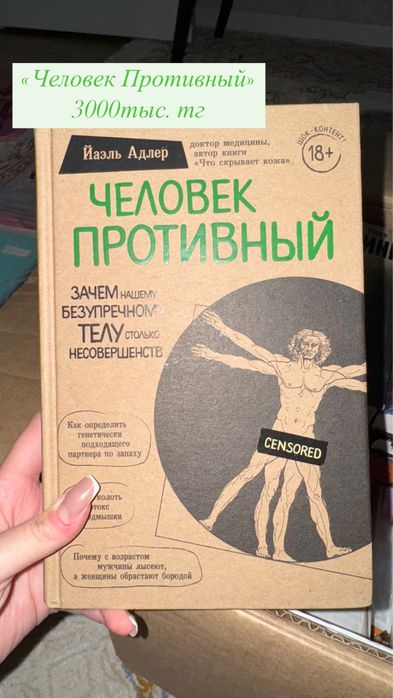 «Человек Противный»
3000тыс. тг
Йаэль Адлер
доктор медицины,
автор книги
«Что скрывает кожа»
ШОК-КОНТЕНТ!
18+
ЧЕЛОВЕК
ПРОТИВНЫЙ
ЗАЧЕМ НАШЕМУ
БЕЗУПРЕЧНОМУ
ТЕЛУ СТОЛЬКО
НЕСОВЕРШЕНСТВ
CENSORED
Как определить
генетически
подходящего
партнера по запаху
Почему с возрастом
мужчины лысеют,
а женщины обрастают бородой